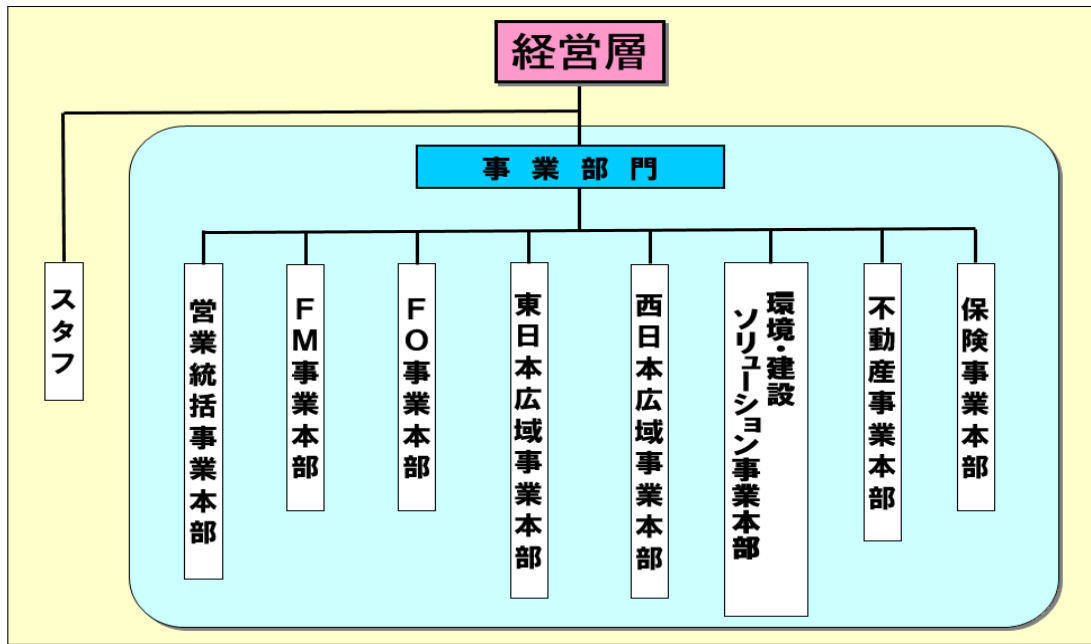 経営層
事業部門
スタフ
営業統括事業本部
ＦＭ事業本部
ＦＯ事業本部
東日本広域事業本部
西日本広域事業本部
環境・建設
ソリューション事業本部
不動産事業本部
保険事業本部